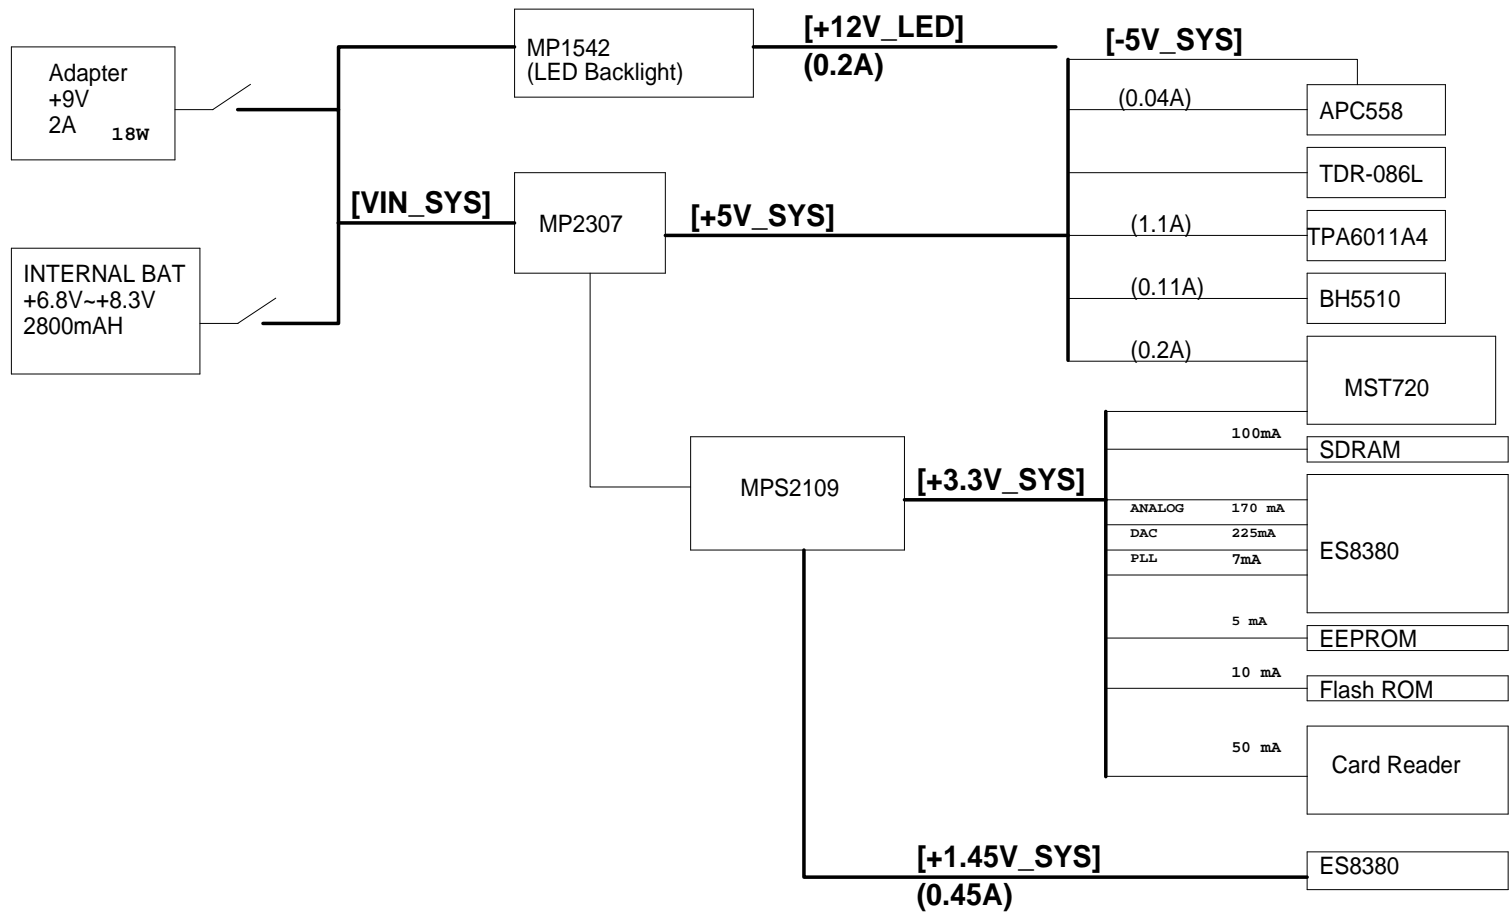 Adapter
+9V
2A 18W
INTERNAL BAT
+6.8V~+8.3V
2800mAH
[VIN_SYS]
MP1542
(LED Backlight)
[+12V_LED]
(0.2A)
MP2307
[+5V_SYS]
[-5V_SYS]
(0.04A)
APC558
TDR-086L
(1.1A)
TPA6011A4
(0.11A)
BH5510
(0.2A)
MST720
MPS2109
[+3.3V_SYS]
100mA
SDRAM
ANALOG 170 mA
DAC 225mA
PLL 7mA
ES8380
5 mA
EEPROM
10 mA
Flash ROM
50 mA
Card Reader
[+1.45V_SYS]
(0.45A)
ES8380